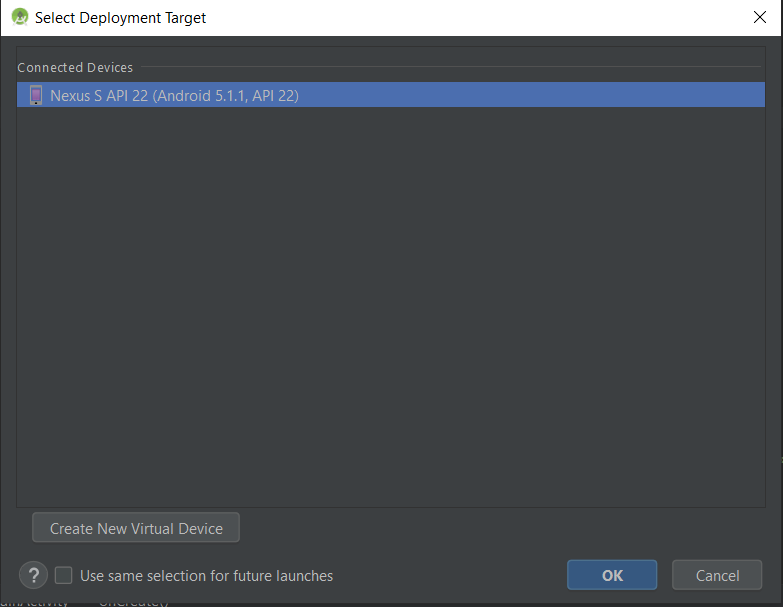 Select Deployment Target
Connected Devices
Nexus S API 22 (Android 5.1.1, API 22)
Create New Virtual Device
? Use same selection for future launches
OK
Cancel
onCreate()